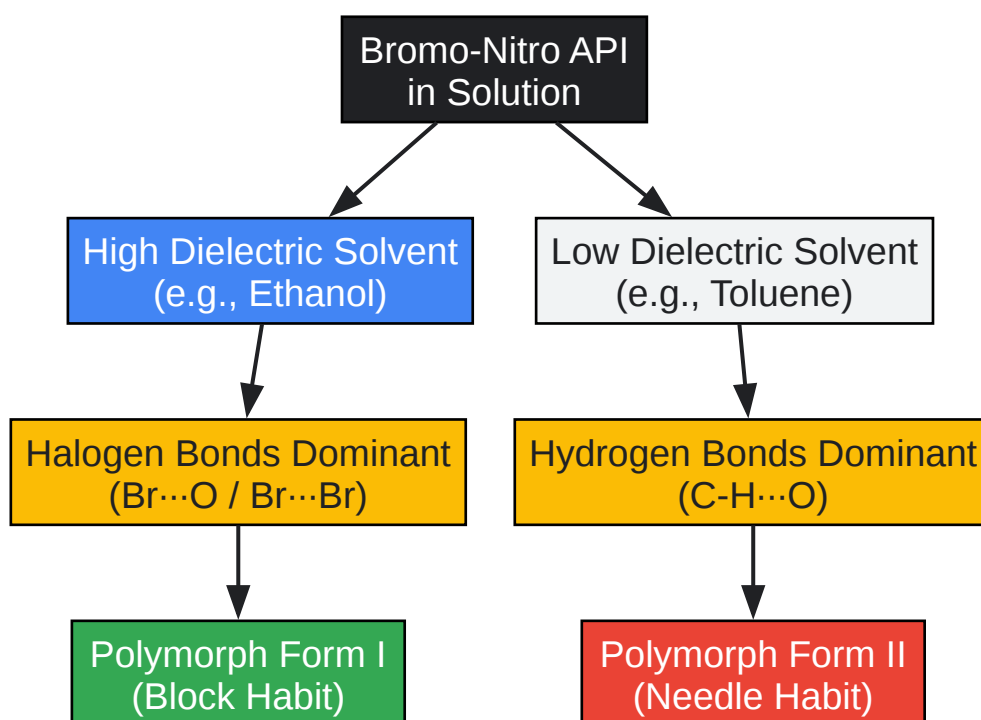 Bromo-Nitro API
in Solution
High Dielectric Solvent
(e.g., Ethanol)
Low Dielectric Solvent
(e.g., Toluene)
Halogen Bonds Dominant
(Br···O / Br···Br)
Hydrogen Bonds Dominant
(C-H···O)
Polymorph Form I
(Block Habit)
Polymorph Form II
(Needle Habit)